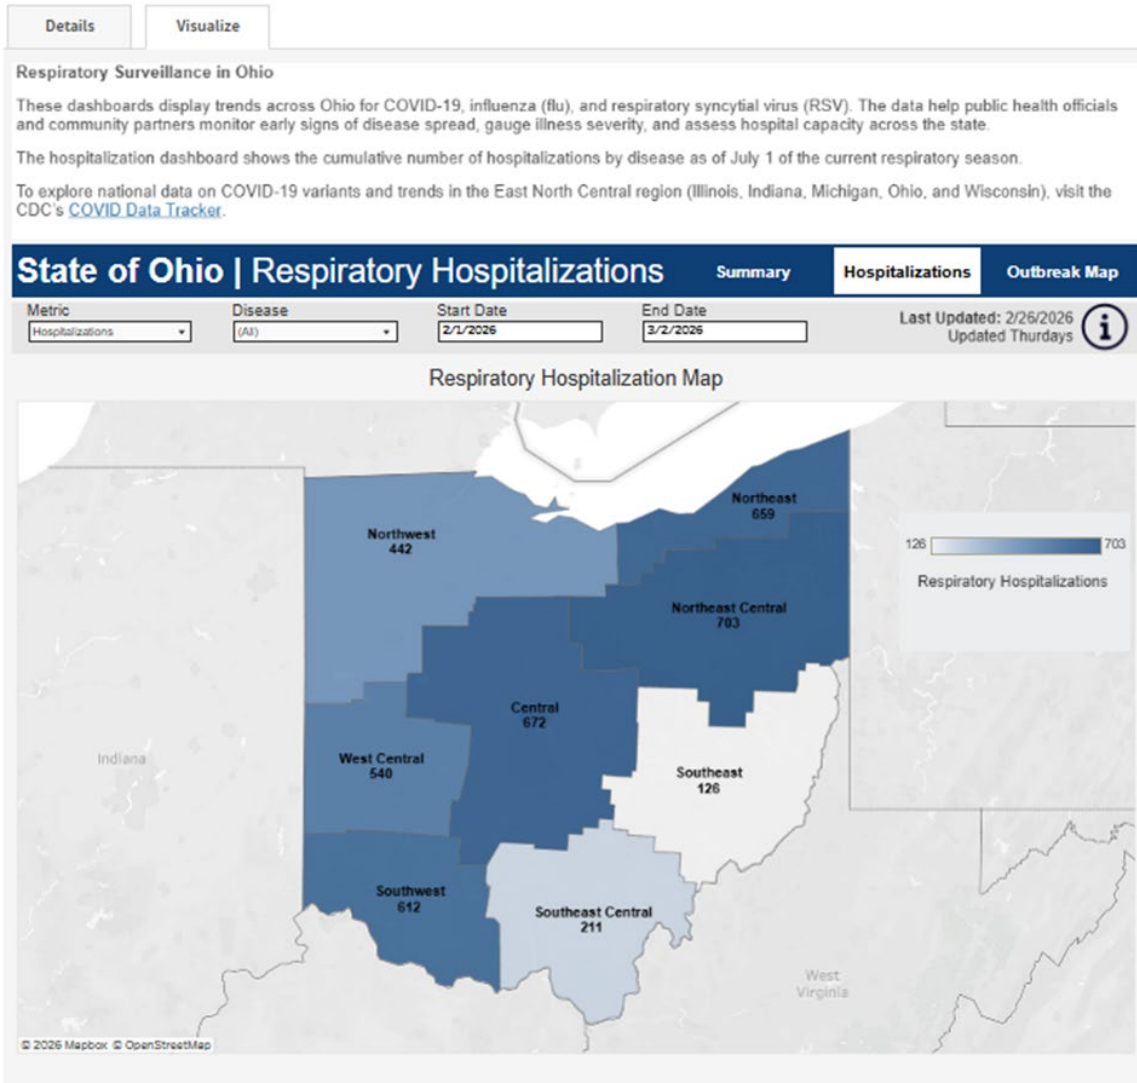 Details
Visualize
Respiratory Surveillance in Ohio
These dashboards display trends across Ohio for COVID-19, influenza (flu), and respiratory syncytial virus (RSV). The data help public health officials
and community partners monitor early signs of disease spread, gauge illness severity, and assess hospital capacity across the state.
The hospitalization dashboard shows the cumulative number of hospitalizations by disease as of July 1 of the current respiratory season.
To explore national data on COVID-19 variants and trends in the East North Central region (Illinois, Indiana, Michigan, Ohio, and Wisconsin), visit the
CDC's COVID Data Tracker.
State of Ohio | Respiratory Hospitalizations
Summary
Hospitalizations
Outbreak Map
Metric
Hospitalizations
Disease
(All)
Start Date
2/1/2026
End Date
3/2/2026
Last Updated: 2/26/2026
Updated Thurdays
i
Respiratory Hospitalization Map
Northwest
442
Northeast
659
Northeast Central
703
Central
672
West Central
540
Southeast
126
Southwest
612
Southeast Central
211
126
703
Respiratory Hospitalizations
Indiana
West
Virginia
© 2026 Mapbox © OpenStreetMap